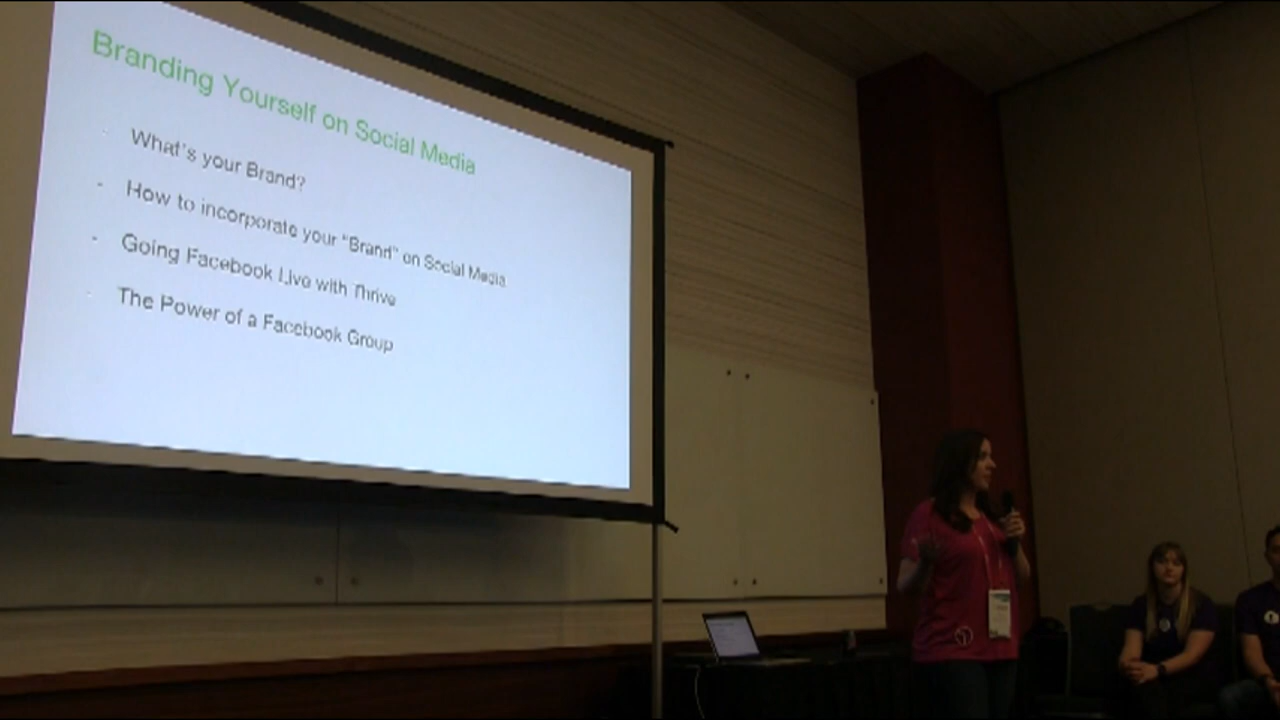 Branding Yourself on Social Media
- What's your Brand?
- How to incorporate your “Brand” on Social Media
- Going Facebook Live with Thrive
- The Power of a Facebook Group